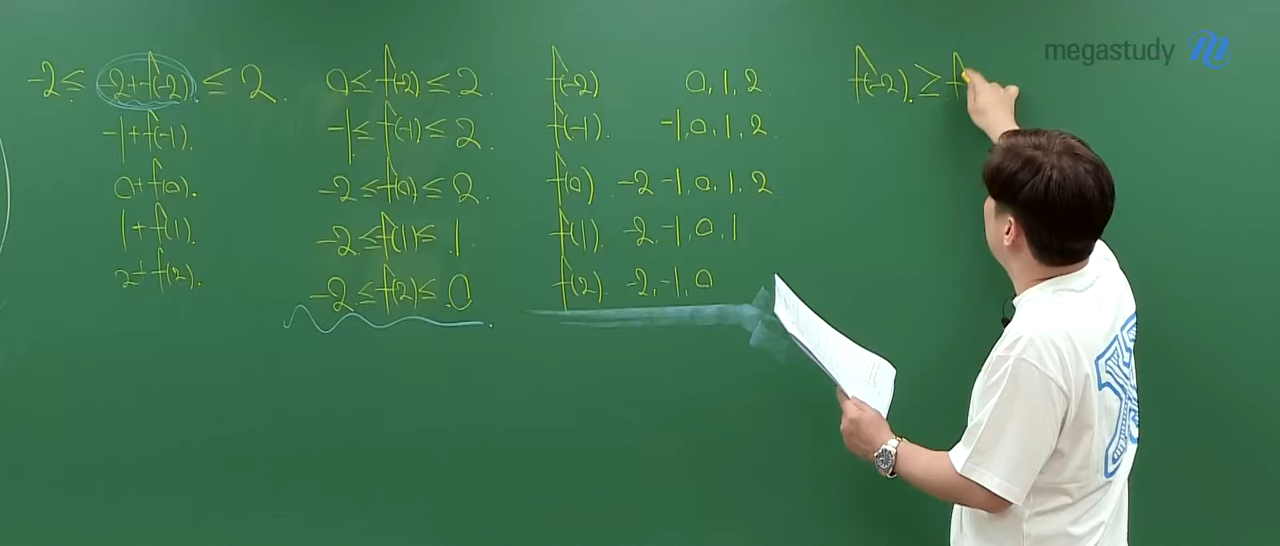 -2 ≤ -2+f(-2) ≤ 2.
-1+f(-1).
0+f(0).
1+f(1).
2+f(2).
0 ≤ f(-2) ≤ 2.
-1 ≤ f(-1) ≤ 2.
-2 ≤ f(0) ≤ 2.
-2 ≤ f(1) ≤ 1.
-2 ≤ f(2) ≤ 0.
f(-2) 0, 1, 2.
f(-1). -1, 0, 1, 2.
f(0). -2 -1, 0, 1, 2
f(1). -2, -1, 0, 1
f(2). -2, -1, 0
f(-2). ≥ f
megastudy